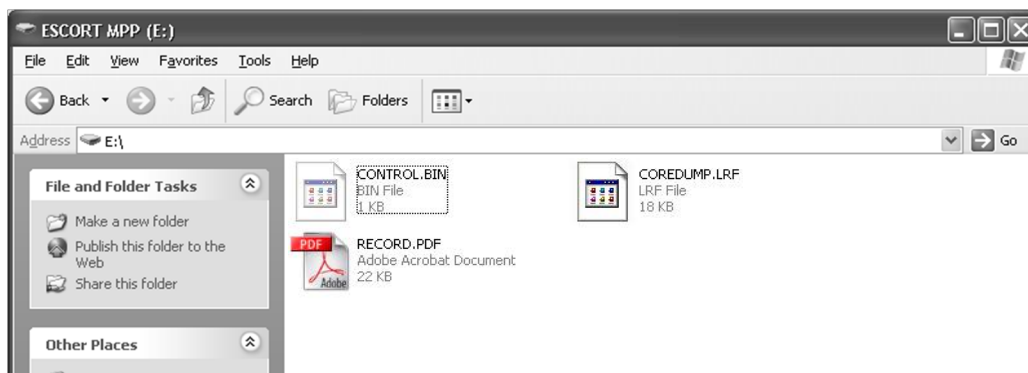 ESCORT MPP (E:)
File Edit View Favorites Tools Help
Back Search Folders
Address E:\ Go
File and Folder Tasks
Make a new folder
Publish this folder to the
Web
Share this folder
Other Places
CONTROL.BIN
BIN File
1 KB
COREDUMP.LRF
LRF File
18 KB
PDF
Adobe
RECORD.PDF
Adobe Acrobat Document
22 KB